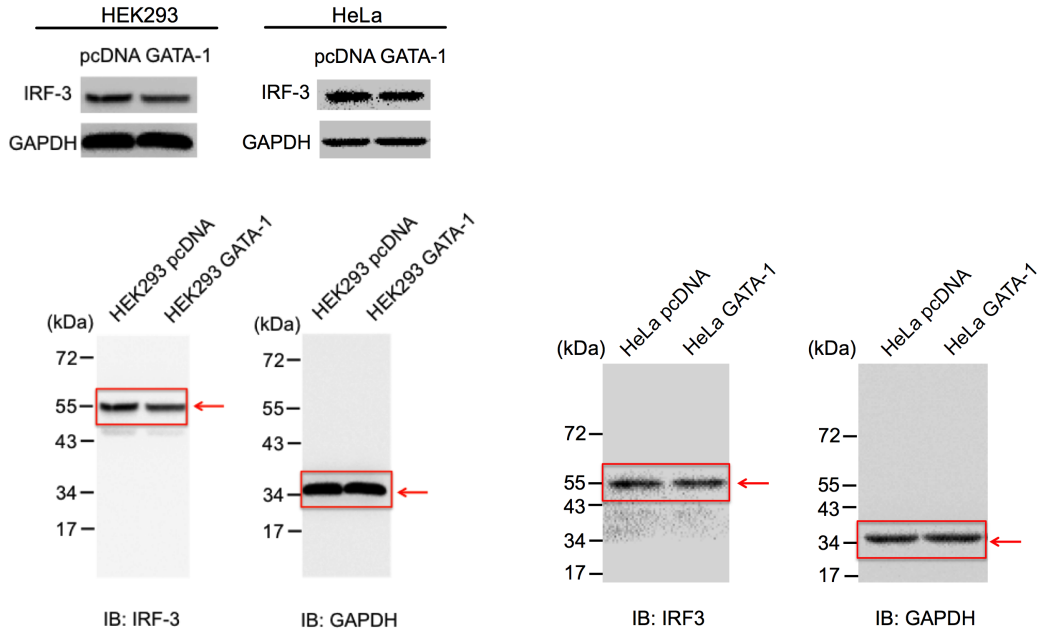 HEK293
HeLa
pcDNA GATA-1
pcDNA GATA-1
IRF-3
IRF-3
GAPDH
GAPDH
HEK293 pcDNA
HEK293 GATA-1
(kDa)
72
55
43
34
17
IB: IRF-3
HEK293 pcDNA
HEK293 GATA-1
(kDa)
72
55
43
34
17
IB: GAPDH
HeLa pcDNA
HeLa GATA-1
(kDa)
72
55
43
34
17
IB: IRF3
HeLa pcDNA
HeLa GATA-1
(kDa)
72
55
43
34
17
IB: GAPDH